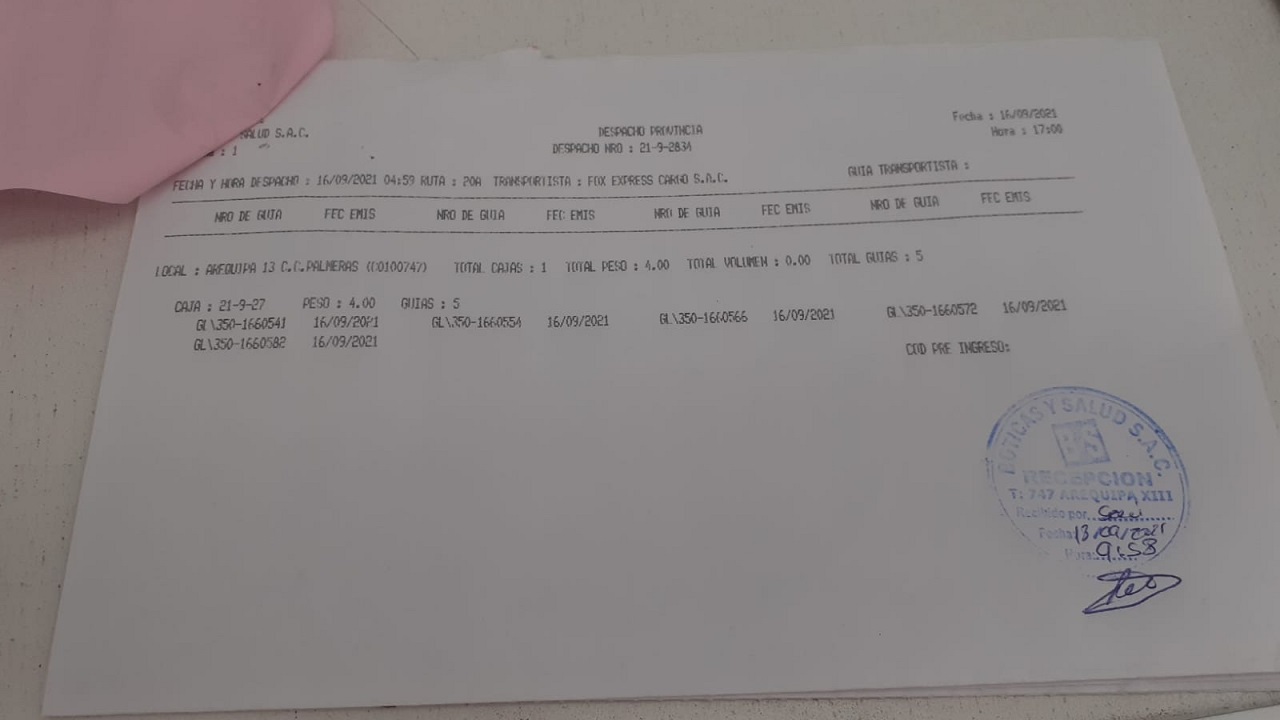 SALUD S.A.C.
DESPACHO PROVINCIA
Fecha : 16/09/2021
: 1
DESPACHO NRO : 21-9-2834
Hora : 17:00
FECHA Y HORA DESPACHO : 16/09/2021 04:59 RUTA : 20A TRANSPORTISTA : FOX EXPRESS CARGO S.A.C. GUIA TRANSPORTISTA :
NRO DE GUIA FEC EMIS NRO DE GUIA FEC EMIS NRO DE GUIA FEC EMIS NRO DE GUIA FEC EMIS
LOCAL : AREQUIPA 13 C.C.PALMERAS (C0100747) TOTAL CAJAS : 1 TOTAL PESO : 4.00 TOTAL VOLUMEN : 0.00 TOTAL GUIAS : 5
CAJA : 21-9-27 PESO : 4.00 GUIAS : 5
GL\350-1660541 16/09/2021 GL\350-1660554 16/09/2021 GL\350-1660566 16/09/2021 GL\350-1660572 16/09/2021
GL\350-1660582 16/09/2021
COD PRE INGRESO:
BOTICAS Y SALUD S.A.C.
RECEPCION
T: 747 AREQUIPA XIII
Recibido por
Fecha: 13/09/2021
Hora: 9:58